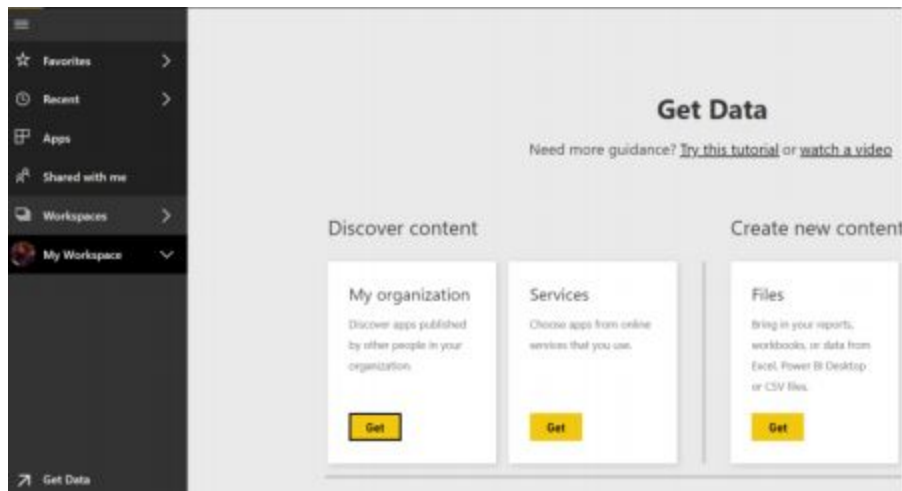 Favorites
Recent
Apps
Shared with me
Workspaces
My Workspace
Get Data
Get Data
Need more guidance? Try this tutorial or watch a video
Discover content
My organization
Discover apps published
by other people in your
organization.
Get
Services
Choose apps from online
services that you use.
Get
Create new content
Files
Bring in your reports,
workbooks, or data from
Excel, Power BI Desktop
or CSV files.
Get